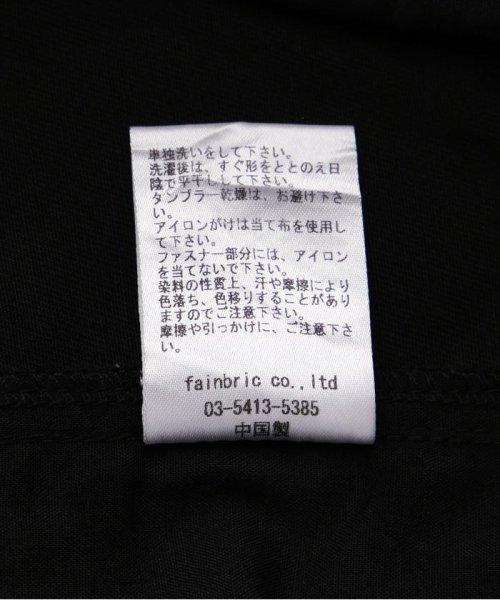 単独洗いをして下さい。
洗濯後は、すぐ形をととのえ日
陰で平干しして下さい。
タンブラー乾燥は、お避け下さ
い。
アイロンがけは当て布を使用し
て下さい。
ファスナー部分には、アイロン
を当てないで下さい。
染料の性質上、汗や摩擦により
色落ち、色移りすることがあり
ますのでご注意下さい。
摩擦や引っかけに、ご注意下さ
い。
fainbric co.,ltd
03-5413-5385
中国製